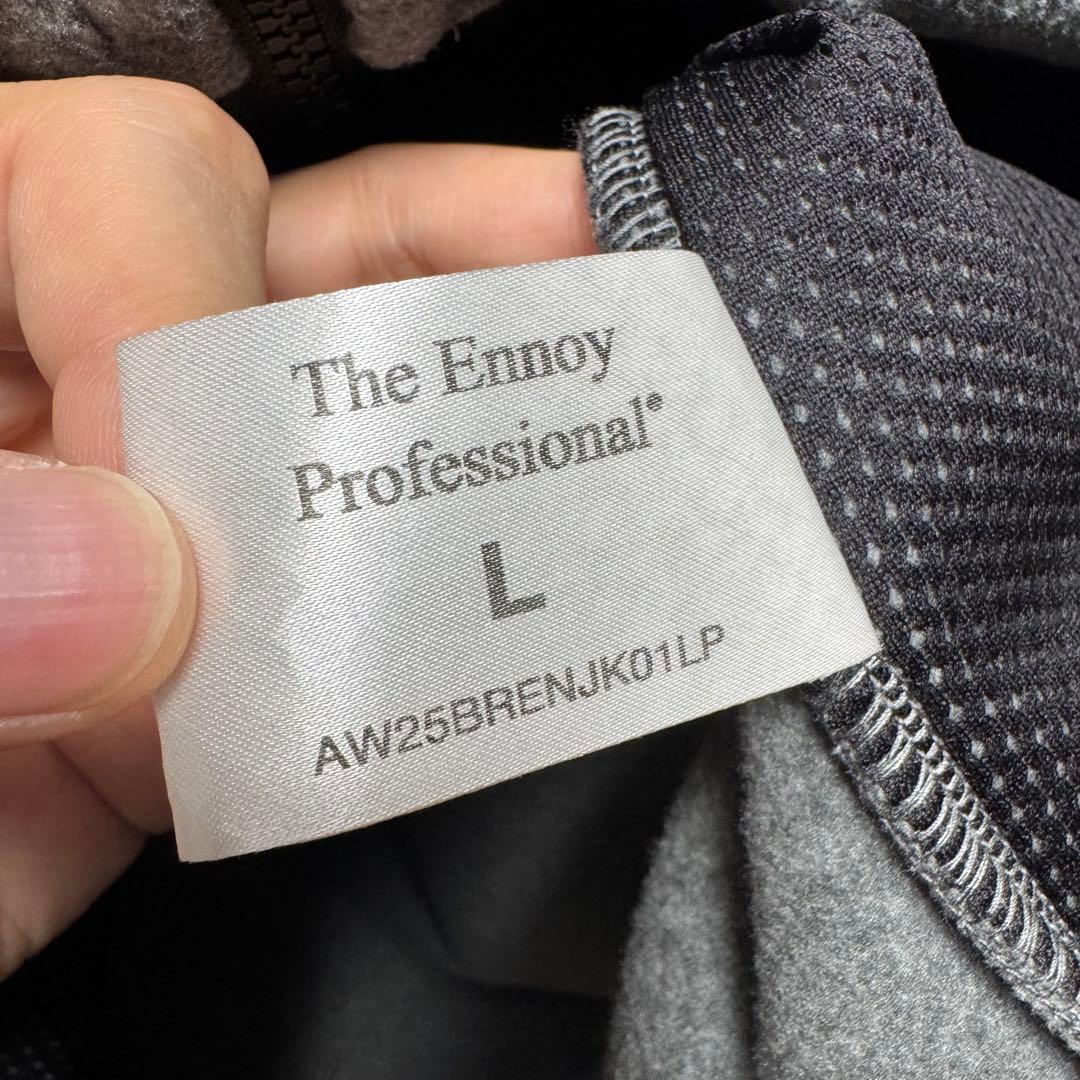 The Ennoy
Professional®
L
AW25BRENJK01LP